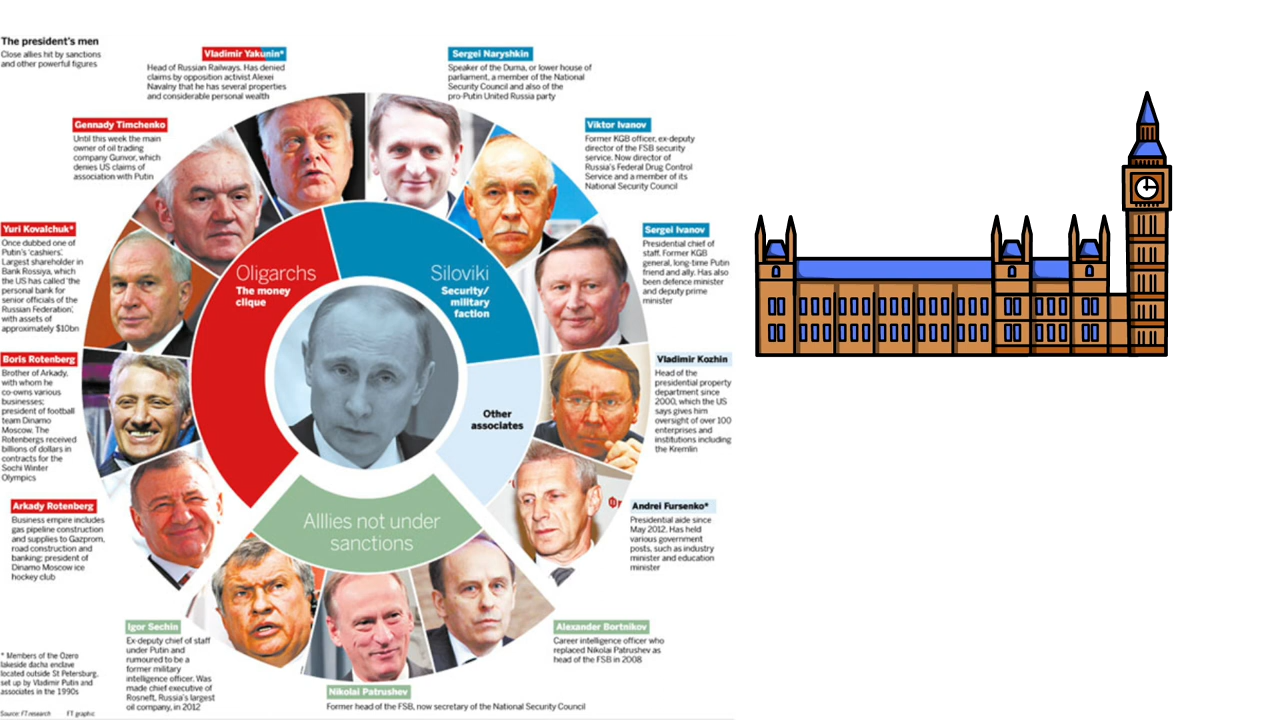 The president's men
Close allies hit by sanctions
and other powerful figures
Vladimir Yakunin*
Head of Russian Railways. Has denied
claims by opposition activist Alexei
Navalny that he has several properties
and considerable personal wealth
Sergei Naryshkin
Speaker of the Duma, or lower house of
parliament, a member of the National
Security Council and also of the
pro-Putin United Russia party
Gennady Timchenko
Until this week the main
owner of oil trading
company Gunvor, which
denies US claims of
association with Putin
Viktor Ivanov
Former KGB officer, ex-deputy
director of the FSB security
service. Now director of
Russia's Federal Drug Control
Service and a member of its
National Security Council
Yuri Kovalchuk*
Once dubbed one of
Putin's 'cashiers'.
Largest shareholder in
Bank Rossiya, which
the US has called 'the
personal bank for
senior officials of the
Russian Federation',
with assets of
approximately $10bn
Sergei Ivanov
Presidential chief of
staff. Former KGB
general, long-time Putin
friend and ally. Has also
been defence minister
and deputy prime
minister
Oligarchs
The money
clique
Siloviki
Security/
military
faction
Boris Rotenberg
Brother of Arkady,
with whom he
co-owns various
businesses;
president of football
team Dinamo
Moscow. The
Rotenbergs received
billions of dollars in
contracts for the
Sochi Winter
Olympics
Vladimir Kozhin
Head of the
presidential property
department since
2000, which the US
says gives him
oversight of over 100
enterprises and
institutions including
the Kremlin
Other
associates
Arkady Rotenberg
Business empire includes
gas pipeline construction
and supplies to Gazprom,
road construction and
banking; president of
Dinamo Moscow ice
hockey club
Andrei Fursenko*
Presidential aide since
May 2012. Has held
various government
posts, such as industry
minister and education
minister
Alllies not under
sanctions
Igor Sechin
Ex-deputy chief of staff
under Putin and
rumoured to be a
former military
intelligence officer. Was
made chief executive of
Rosneft, Russia's largest
oil company, in 2012
Alexander Bortnikov
Career intelligence officer who
replaced Nikolai Patrushev as
head of the FSB in 2008
Nikolai Patrushev
Former head of the FSB, now secretary of the National Security Council
* Members of the Ozero
lakeside dacha enclave
located outside St Petersburg,
set up by Vladimir Putin and
associates in the 1990s
Source: FT research FT graphic